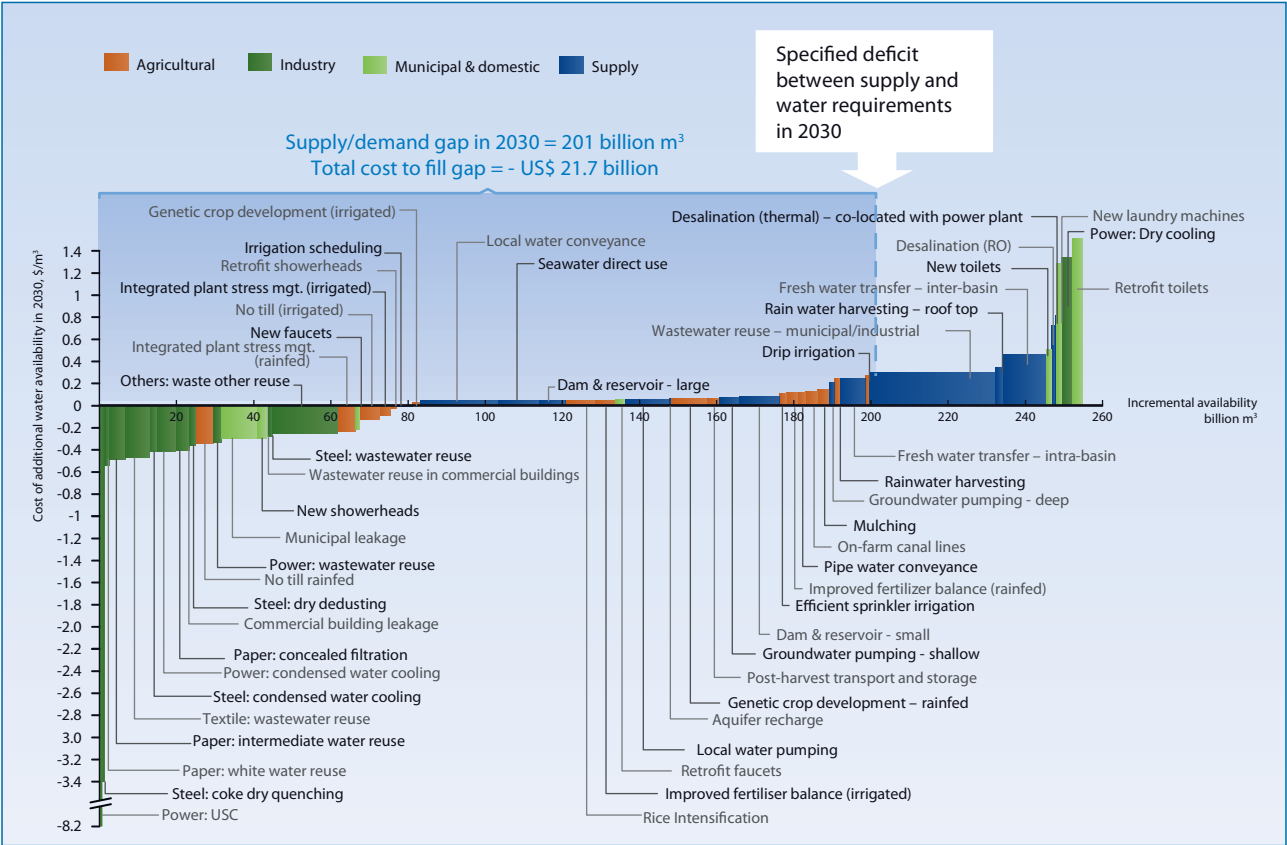 Agricultural
Industry
Municipal & domestic
Supply
Specified deficit
between supply and
water requirements
in 2030
Supply/demand gap in 2030 = 201 billion m³
Total cost to fill gap = - US$ 21.7 billion
Cost of additional water availability in 2030, $/m³
1.4
1.2
1
0.8
0.6
0.4
0.2
0
-0.2
-0.4
-0.6
-0.8
-1
-1.2
-1.4
-1.6
-1.8
-2.0
-2.2
-2.4
-2.6
-2.8
3.0
-3.2
-3.4
-8.2
20
40
60
80
100
120
140
160
180
200
220
240
260
Incremental availability
billion m³
Genetic crop development (irrigated)
Irrigation scheduling
Retrofit showerheads
Integrated plant stress mgt. (irrigated)
No till (irrigated)
New faucets
Integrated plant stress mgt.
(rainfed)
Others: waste other reuse
Local water conveyance
Seawater direct use
Dam & reservoir - large
Desalination (thermal) – co-located with power plant
Desalination (RO)
New toilets
Fresh water transfer – inter-basin
Rain water harvesting – roof top
Wastewater reuse – municipal/industrial
Drip irrigation
New laundry machines
Power: Dry cooling
Retrofit toilets
Steel: wastewater reuse
Wastewater reuse in commercial buildings
New showerheads
Municipal leakage
Power: wastewater reuse
No till rainfed
Steel: dry dedusting
Commercial building leakage
Paper: concealed filtration
Power: condensed water cooling
Steel: condensed water cooling
Textile: wastewater reuse
Paper: intermediate water reuse
Paper: white water reuse
Steel: coke dry quenching
Power: USC
Fresh water transfer – intra-basin
Rainwater harvesting
Groundwater pumping - deep
Mulching
On-farm canal lines
Pipe water conveyance
Improved fertilizer balance (rainfed)
Efficient sprinkler irrigation
Dam & reservoir - small
Groundwater pumping - shallow
Post-harvest transport and storage
Genetic crop development – rainfed
Aquifer recharge
Local water pumping
Retrofit faucets
Improved fertiliser balance (irrigated)
Rice Intensification